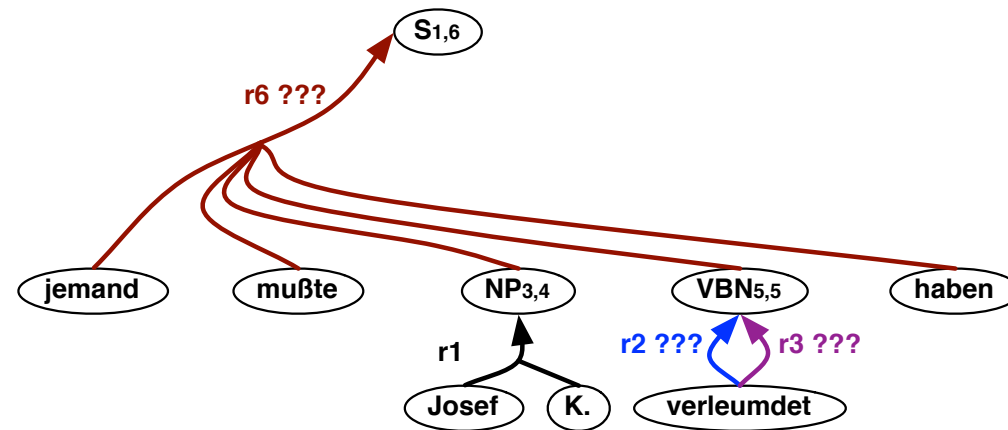 S1,6
r6 ???
jemand mußte NP3,4 VBN5,5 haben
r1 r2 ??? r3 ???
Josef K. verleumdet